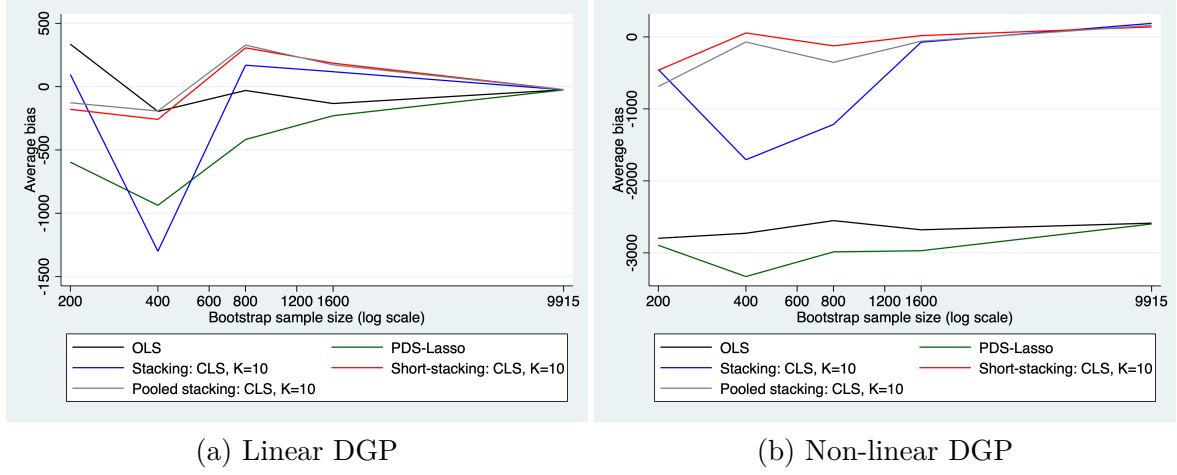 500
0
-500
-1000
-1500
Average bias
200
400
600
800
1200
1600
9915
Bootstrap sample size (log scale)
OLS
PDS-Lasso
Stacking: CLS, K=10
Short-stacking: CLS, K=10
Pooled stacking: CLS, K=10
(a) Linear DGP
0
-1000
-2000
-3000
Average bias
200
400
600
800
1200
1600
9915
Bootstrap sample size (log scale)
OLS
PDS-Lasso
Stacking: CLS, K=10
Short-stacking: CLS, K=10
Pooled stacking: CLS, K=10
(b) Non-linear DGP